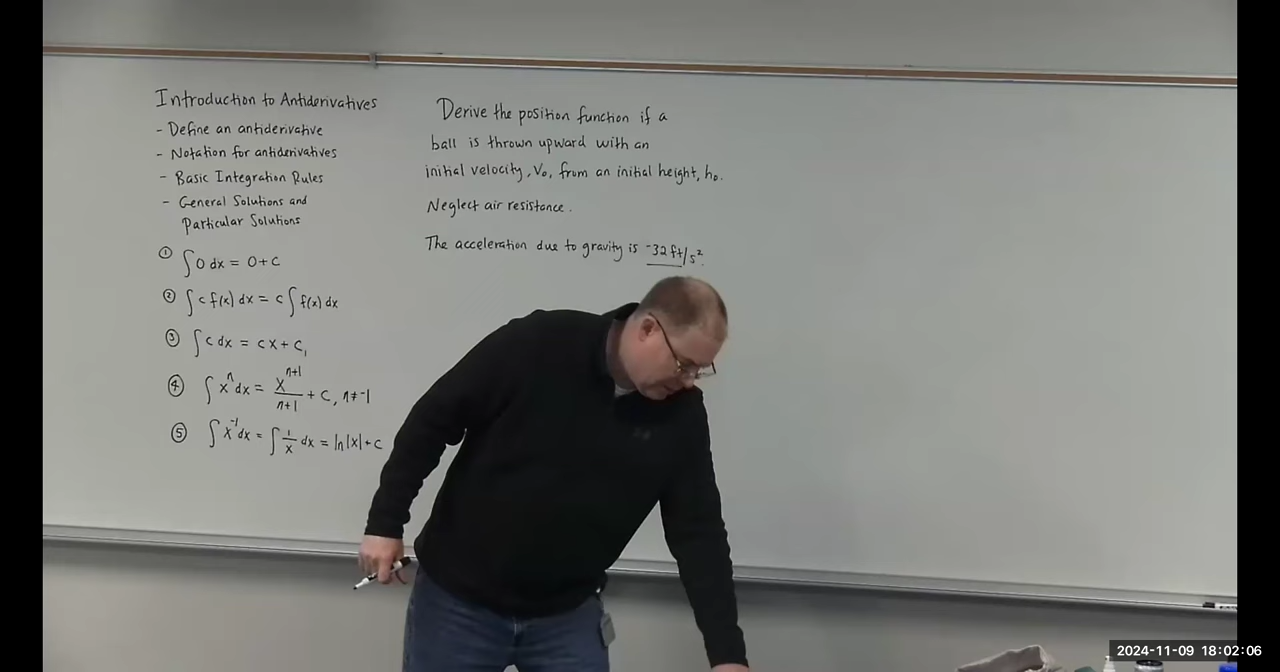 Introduction to Antiderivatives
- Define an antiderivative
- Notation for antiderivatives
- Basic Integration Rules
- General Solutions and
Particular Solutions
① ∫0 dx = 0+C
② ∫c f(x) dx = c∫f(x) dx
③ ∫c dx = cx + C₁
④ ∫xⁿ dx = xⁿ⁺¹/n+1 + C, n≠-1
⑤ ∫x⁻¹ dx = ∫1/x dx = ln|x|+C
Derive the position function if a
ball is thrown upward with an
initial velocity, V₀, from an initial height, h₀.
Neglect air resistance.
The acceleration due to gravity is -32 ft/s².
2024-11-09 18:02:06